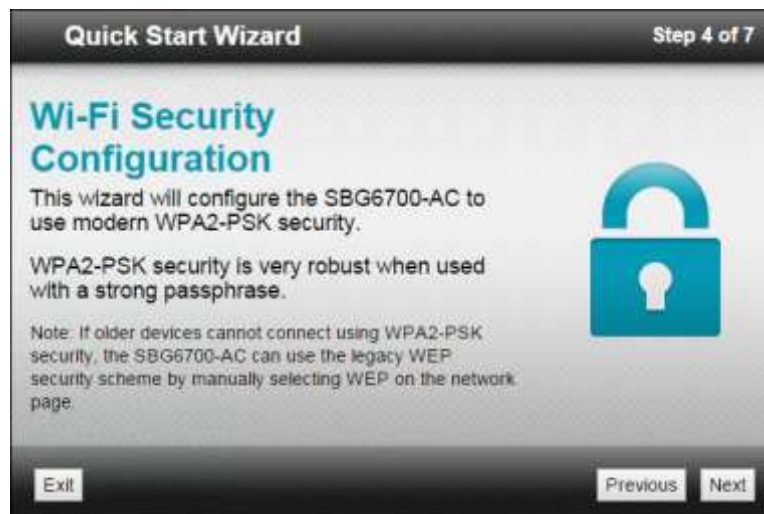 Quick Start Wizard
Step 4 of 7
Wi-Fi Security
Configuration
This wizard will configure the SBG6700-AC to
use modern WPA2-PSK security.
WPA2-PSK security is very robust when used
with a strong passphrase.
Note: If older devices cannot connect using WPA2-PSK
security, the SBG6700-AC can use the legacy WEP
security scheme by manually selecting WEP on the network
page.
Exit
Previous
Next